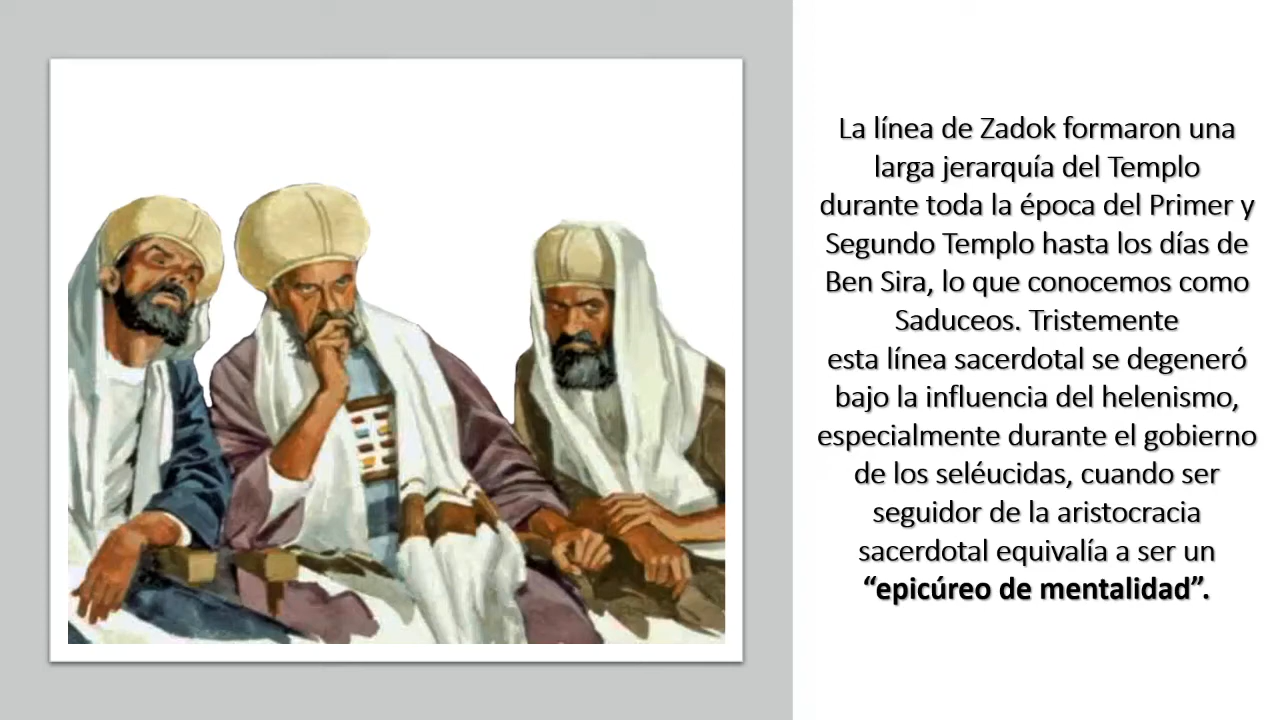 La línea de Zadok formaron una
larga jerarquía del Templo
durante toda la época del Primer y
Segundo Templo hasta los días de
Ben Sira, lo que conocemos como
Saduceos. Tristemente
esta línea sacerdotal se degeneró
bajo la influencia del helenismo,
especialmente durante el gobierno
de los seléucidas, cuando ser
seguidor de la aristocracia
sacerdotal equivalía a ser un
“epicúreo de mentalidad”.